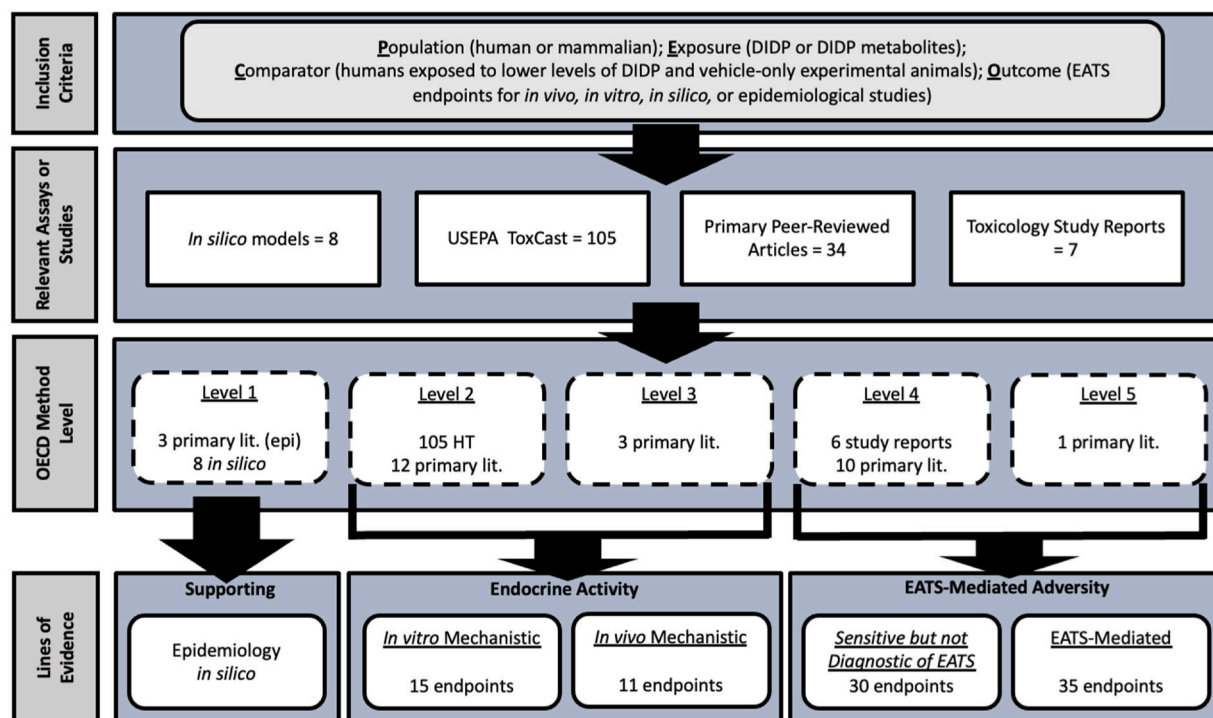 Inclusion
Criteria
Population (human or mammalian); Exposure (DIDP or DIDP metabolites);
Comparator (humans exposed to lower levels of DIDP and vehicle-only experimental animals); Outcome (EATS
endpoints for in vivo, in vitro, in silico, or epidemiological studies)
Relevant Assays or
Studies
In silico models = 8
USEPA ToxCast = 105
Primary Peer-Reviewed
Articles = 34
Toxicology Study Reports
= 7
OECD Method
Level
Level 1
3 primary lit. (epi)
8 in silico
Level 2
105 HT
12 primary lit.
Level 3
3 primary lit.
Level 4
6 study reports
10 primary lit.
Level 5
1 primary lit.
Lines of
Evidence
Supporting
Epidemiology
in silico
Endocrine Activity
In vitro Mechanistic
15 endpoints
In vivo Mechanistic
11 endpoints
EATS-Mediated Adversity
Sensitive but not
Diagnostic of EATS
30 endpoints
EATS-Mediated
35 endpoints